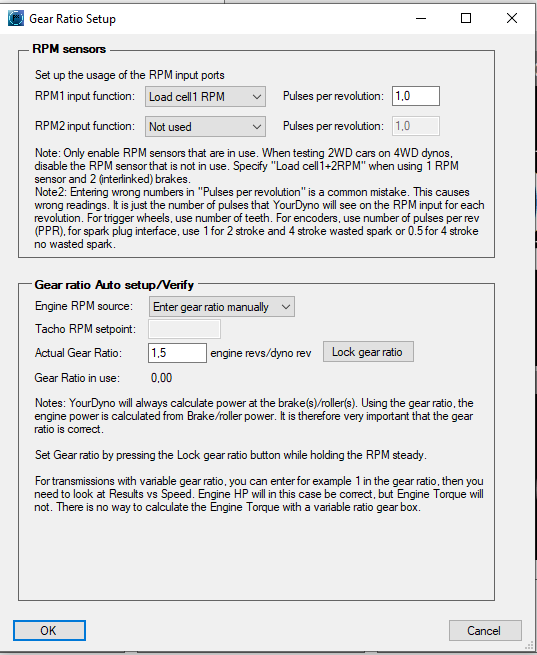 Gear Ratio Setup
RPM sensors
Set up the usage of the RPM input ports
RPM1 input function: Load cell1 RPM Pulses per revolution: 1,0
RPM2 input function: Not used Pulses per revolution: 1,0
Note: Only enable RPM sensors that are in use. When testing 2WD cars on 4WD dynos,
disable the RPM sensor that is not in use. Specify "Load cell1+2RPM" when using 1 RPM
sensor and 2 (interlinked) brakes.
Note2: Entering wrong numbers in "Pulses per revolution" is a common mistake. This causes
wrong readings. It is just the number of pulses that YourDyno will see on the RPM input for each
revolution. For trigger wheels, use number of teeth. For encoders, use number of pulses per rev
(PPR), for spark plug interface, use 1 for 2 stroke and 4 stroke wasted spark or 0.5 for 4 stroke
no wasted spark.
Gear ratio Auto setup/Verify
Engine RPM source: Enter gear ratio manually
Tacho RPM setpoint:
Actual Gear Ratio: 1,5 engine revs/dyno rev Lock gear ratio
Gear Ratio in use: 0,00
Notes: YourDyno will always calculate power at the brake(s)/roller(s). Using the gear ratio, the
engine power is calculated from Brake/roller power. It is therefore very important that the gear
ratio is correct.
Set Gear ratio by pressing the Lock gear ratio button while holding the RPM steady.
For transmissions with variable gear ratio, you can enter for example 1 in the gear ratio, then you
need to look at Results vs Speed. Engine HP will in this case be correct, but Engine Torque will
not. There is no way to calculate the Engine Torque with a variable ratio gear box.
OK Cancel